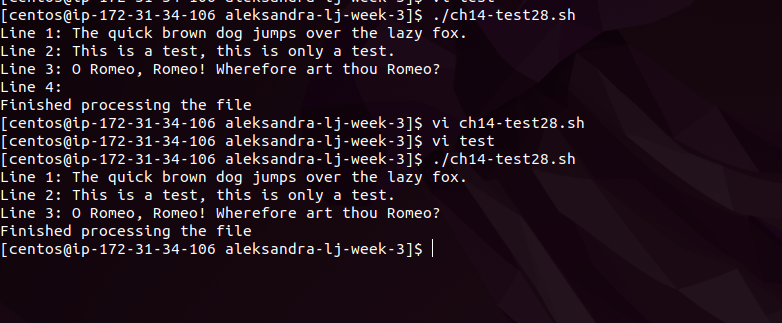 [centos@ip-172-31-34-106 aleksandra-lj-week-3]$ vi test
[centos@ip-172-31-34-106 aleksandra-lj-week-3]$ ./ch14-test28.sh
Line 1: The quick brown dog jumps over the lazy fox.
Line 2: This is a test, this is only a test.
Line 3: O Romeo, Romeo! Wherefore art thou Romeo?
Line 4:
Finished processing the file
[centos@ip-172-31-34-106 aleksandra-lj-week-3]$ vi ch14-test28.sh
[centos@ip-172-31-34-106 aleksandra-lj-week-3]$ vi test
[centos@ip-172-31-34-106 aleksandra-lj-week-3]$ ./ch14-test28.sh
Line 1: The quick brown dog jumps over the lazy fox.
Line 2: This is a test, this is only a test.
Line 3: O Romeo, Romeo! Wherefore art thou Romeo?
Finished processing the file
[centos@ip-172-31-34-106 aleksandra-lj-week-3]$